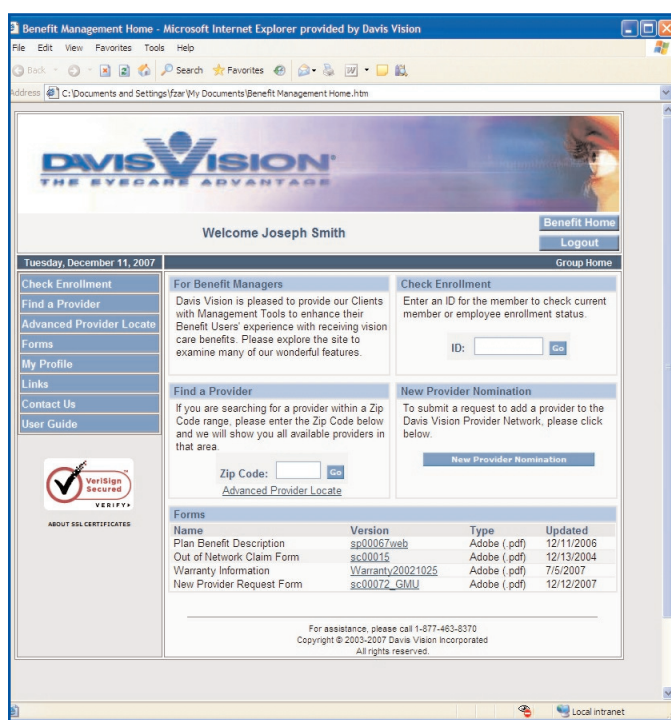 Benefit Management Home - Microsoft Internet Explorer provided by Davis Vision
File Edit View Favorites Tools Help
Back Search Favorites
Address C:\Documents and Settings\fzar\My Documents\Benefit Management Home.htm
DAVIS VISION
THE EYECARE ADVANTAGE
Welcome Joseph Smith
Benefit Home
Logout
Tuesday, December 11, 2007
Group Home
Check Enrollment
Find a Provider
Advanced Provider Locate
Forms
My Profile
Links
Contact Us
User Guide
VeriSign
Secured
VERIFY
ABOUT SSL CERTIFICATES
For Benefit Managers
Davis Vision is pleased to provide our Clients
with Management Tools to enhance their
Benefit Users' experience with receiving vision
care benefits. Please explore the site to
examine many of our wonderful features.
Check Enrollment
Enter an ID for the member to check current
member or employee enrollment status.
ID: Go
Find a Provider
If you are searching for a provider within a Zip
Code range, please enter the Zip Code below
and we will show you all available providers in
that area.
Zip Code: Go
Advanced Provider Locate
New Provider Nomination
To submit a request to add a provider to the
Davis Vision Provider Network, please click
below.
New Provider Nomination
Forms
Name Version Type Updated
Plan Benefit Description sp00067web Adobe (.pdf) 12/11/2006
Out of Network Claim Form sc00015 Adobe (.pdf) 12/13/2004
Warranty Information Warranty20021025 Adobe (.pdf) 7/5/2007
New Provider Request Form sc00072_GMU Adobe (.pdf) 12/12/2007
For assistance, please call 1-877-463-8370
Copyright © 2003-2007 Davis Vision Incorporated
All rights reserved.
Local intranet